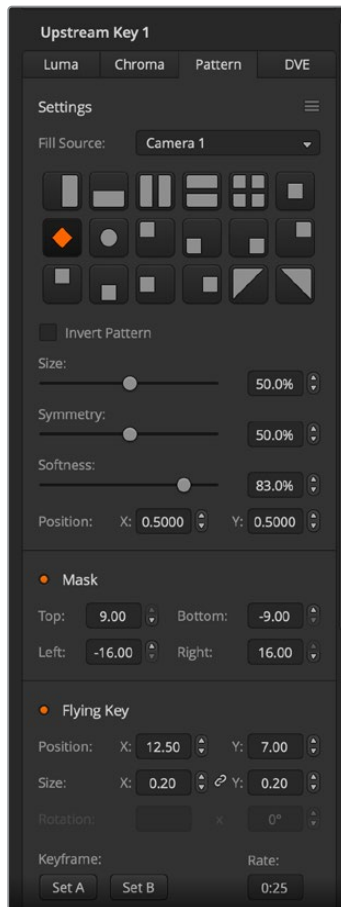 Upstream Key 1
Luma Chroma Pattern DVE
Settings
Fill Source: Camera 1
Invert Pattern
Size:
50.0%
Symmetry:
50.0%
Softness:
83.0%
Position: X: 0.5000 Y: 0.5000
Mask
Top: 9.00 Bottom: -9.00
Left: -16.00 Right: 16.00
Flying Key
Position: X: 12.50 Y: 7.00
Size: X: 0.20 Y: 0.20
Rotation: x 0°
Keyframe: Rate:
Set A Set B 0:25